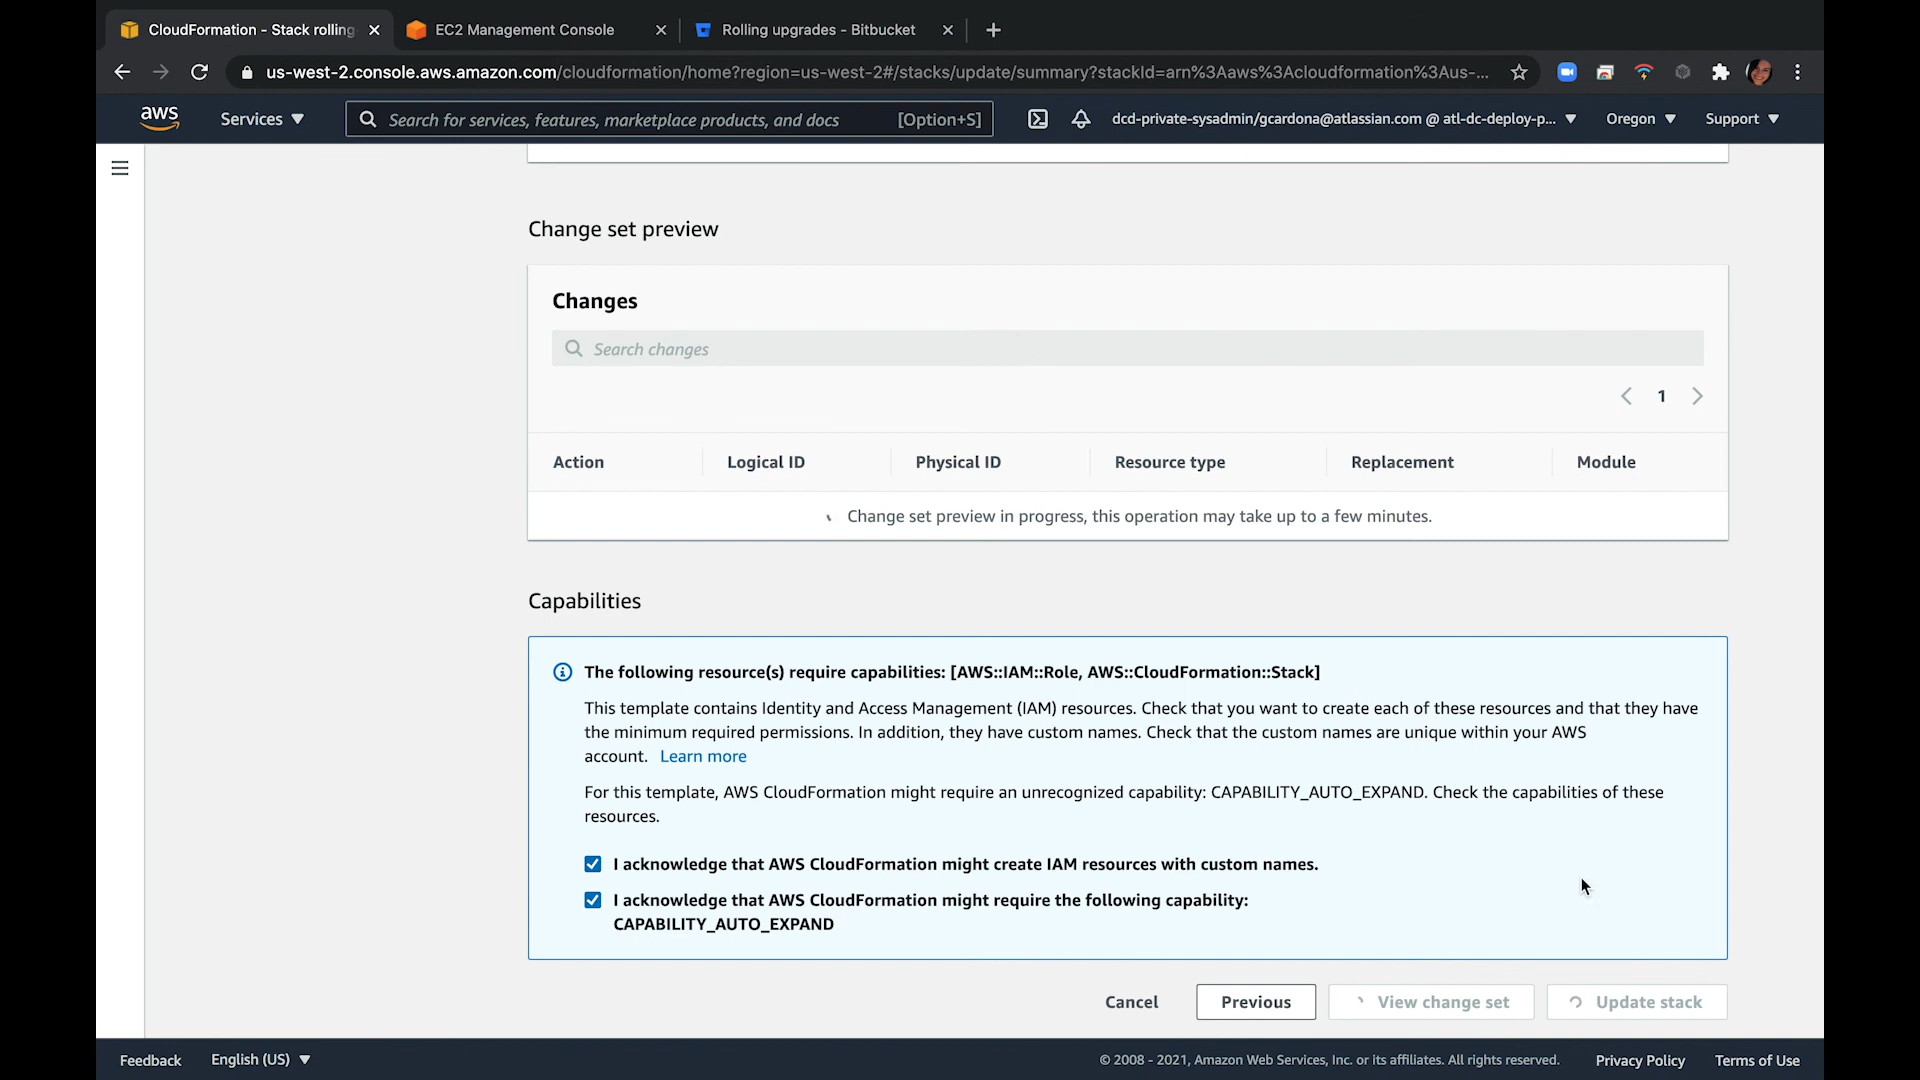 CloudFormation - Stack rolling
EC2 Management Console
Rolling upgrades - Bitbucket
us-west-2.console.aws.amazon.com/cloudformation/home?region=us-west-2#/stacks/update/summary?stackId=arn%3Aaws%3Acloudformation%3Aus-...
aws
Services
Search for services, features, marketplace products, and docs
[Option+S]
dcd-private-sysadmin/gcardona@atlassian.com @ atl-dc-deploy-p...
Oregon
Support
Change set preview
Changes
Search changes
1
Action
Logical ID
Physical ID
Resource type
Replacement
Module
Change set preview in progress, this operation may take up to a few minutes.
Capabilities
The following resource(s) require capabilities: [AWS::IAM::Role, AWS::CloudFormation::Stack]
This template contains Identity and Access Management (IAM) resources. Check that you want to create each of these resources and that they have
the minimum required permissions. In addition, they have custom names. Check that the custom names are unique within your AWS
account. Learn more
For this template, AWS CloudFormation might require an unrecognized capability: CAPABILITY_AUTO_EXPAND. Check the capabilities of these
resources.
I acknowledge that AWS CloudFormation might create IAM resources with custom names.
I acknowledge that AWS CloudFormation might require the following capability:
CAPABILITY_AUTO_EXPAND
Cancel
Previous
View change set
Update stack
Feedback
English (US)
© 2008 - 2021, Amazon Web Services, Inc. or its affiliates. All rights reserved.
Privacy Policy
Terms of Use